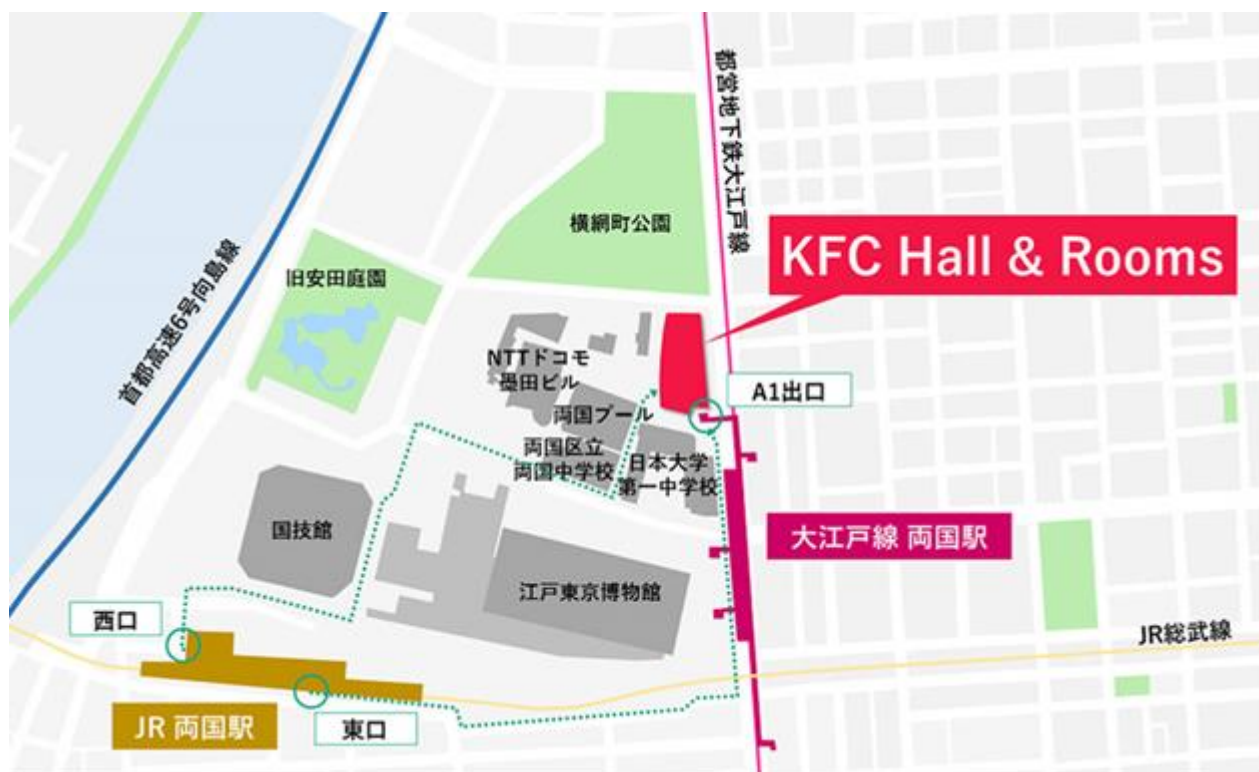 都営地下鉄大江戸線
横網町公園
KFC Hall & Rooms
旧安田庭園
首都高速6号向島線
NTTドコモ
墨田ビル
A1出口
両国プール
両国区立
両国中学校
日本大学
第一中学校
国技館
大江戸線 両国駅
江戸東京博物館
西口
JR総武線
JR 両国駅
東口